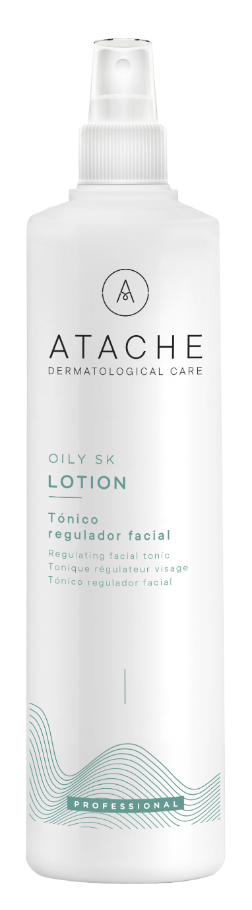 ATACHE
DERMATOLOGICAL CARE
OILY SK
LOTION
Tónico
regulador facial
Regulating facial tonic
Tonique régulateur visage
Tónico regulador facial
PROFESSIONAL